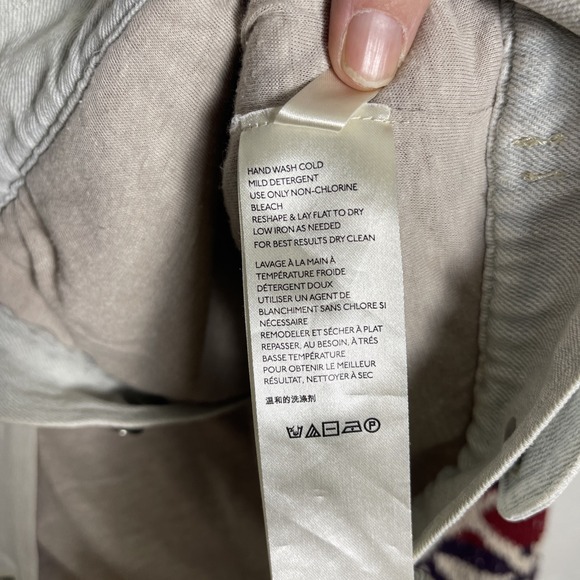 HAND WASH COLD
MILD DETERGENT
USE ONLY NON-CHLORINE
BLEACH
RESHAPE & LAY FLAT TO DRY
LOW IRON AS NEEDED
FOR BEST RESULTS DRY CLEAN
LAVAGE À LA MAIN À
TEMPÉRATURE FROIDE
DÉTERGENT DOUX
UTILISER UN AGENT DE
BLANCHIMENT SANS CHLORE SI
NÉCESSAIRE
REMODELER ET SÉCHER À PLAT
REPASSER, AU BESOIN, À TRÉS
BASSE TEMPÉRATURE
POUR OBTENIR LE MEILLEUR
RÉSULTAT, NETTOYER À SEC
温和的洗涤剂
P